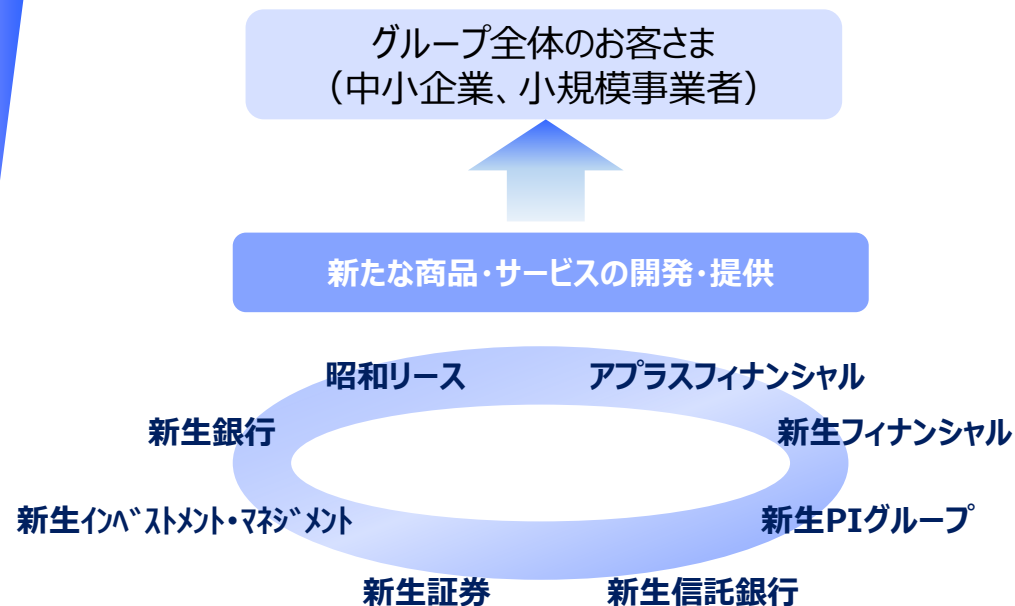 グループ全体のお客さま
（中小企業、小規模事業者）
新たな商品・サービスの開発・提供
昭和リース
アプラスフィナンシャル
新生銀行
新生フィナンシャル
新生ｲﾝﾍﾞｽﾄﾒﾝﾄ・ﾏﾈｼﾞﾒﾝﾄ
新生PIグループ
新生証券
新生信託銀行